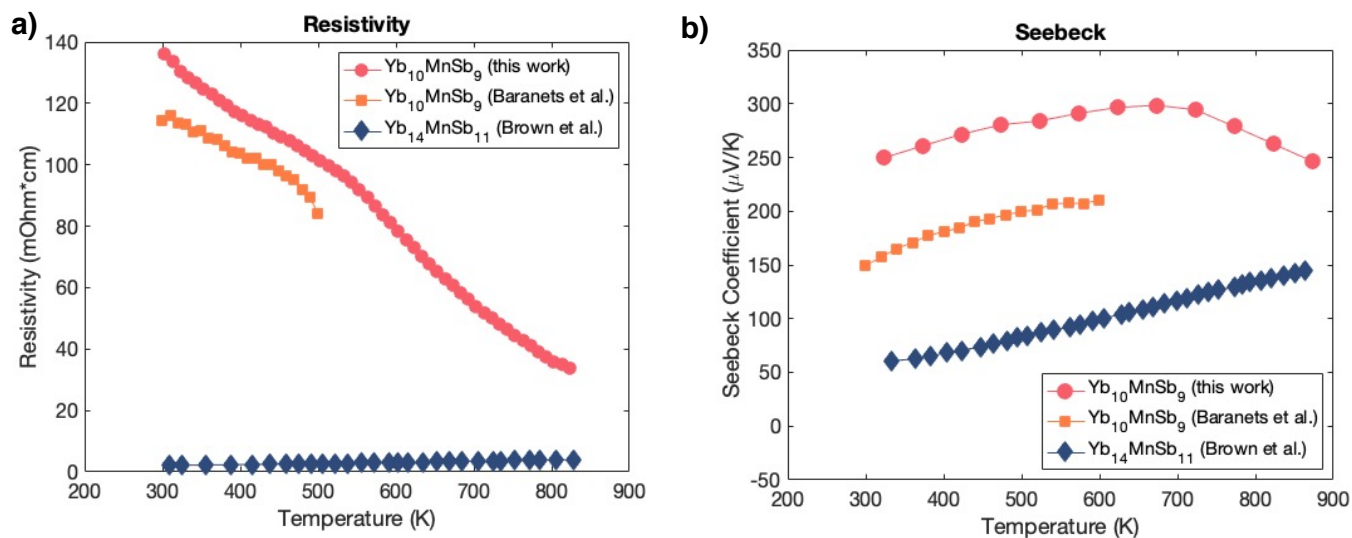 a)
Resistivity
140
120
100
80
60
40
20
0
Resistivity (mOhm*cm)
Yb10MnSb9 (this work)
Yb10MnSb9 (Baranets et al.)
Yb14MnSb11 (Brown et al.)
200 300 400 500 600 700 800 900
Temperature (K)
b)
Seebeck
350
300
250
200
150
100
50
0
-50
Seebeck Coefficient (μV/K)
Yb10MnSb9 (this work)
Yb10MnSb9 (Baranets et al.)
Yb14MnSb11 (Brown et al.)
200 300 400 500 600 700 800 900
Temperature (K)